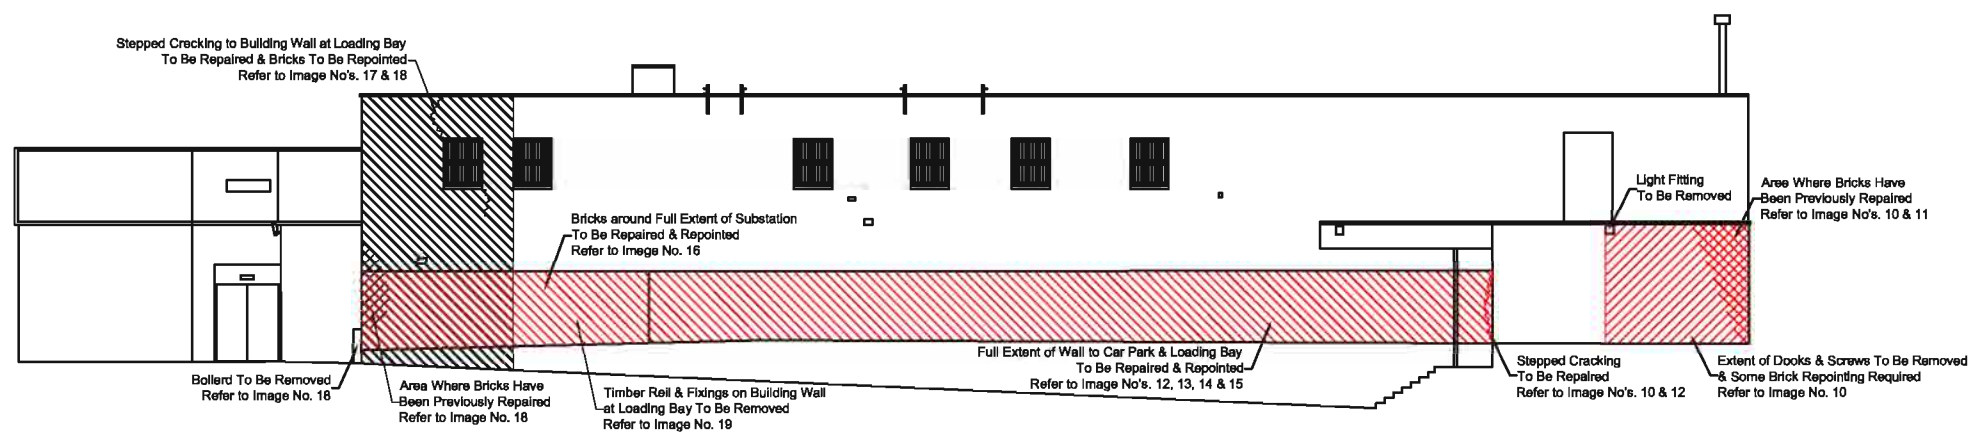 Stepped Cracking to Building Wall at Loading Bay
To Be Repaired & Bricks To Be Repointed
Refer to Image No's. 17 & 18
Light Fitting
To Be Removed
Area Where Bricks Have
Been Previously Repaired
Refer to Image No's. 10 & 11
Bricks around Full Extent of Substation
To Be Repaired & Repointed
Refer to Image No. 16
Full Extent of Wall to Car Park & Loading Bay
To Be Repaired & Repointed
Refer to Image No's. 12, 13, 14 & 15
Stepped Cracking
To Be Repaired
Refer to Image No's. 10 & 12
Extent of Dooks & Screws To Be Removed
& Some Brick Repointing Required
Refer to Image No. 10
Bollard To Be Removed
Refer to Image No. 18
Area Where Bricks Have
Been Previously Repaired
Refer to Image No. 18
Timber Rail & Fixings on Building Wall
at Loading Bay To Be Removed
Refer to Image No. 19